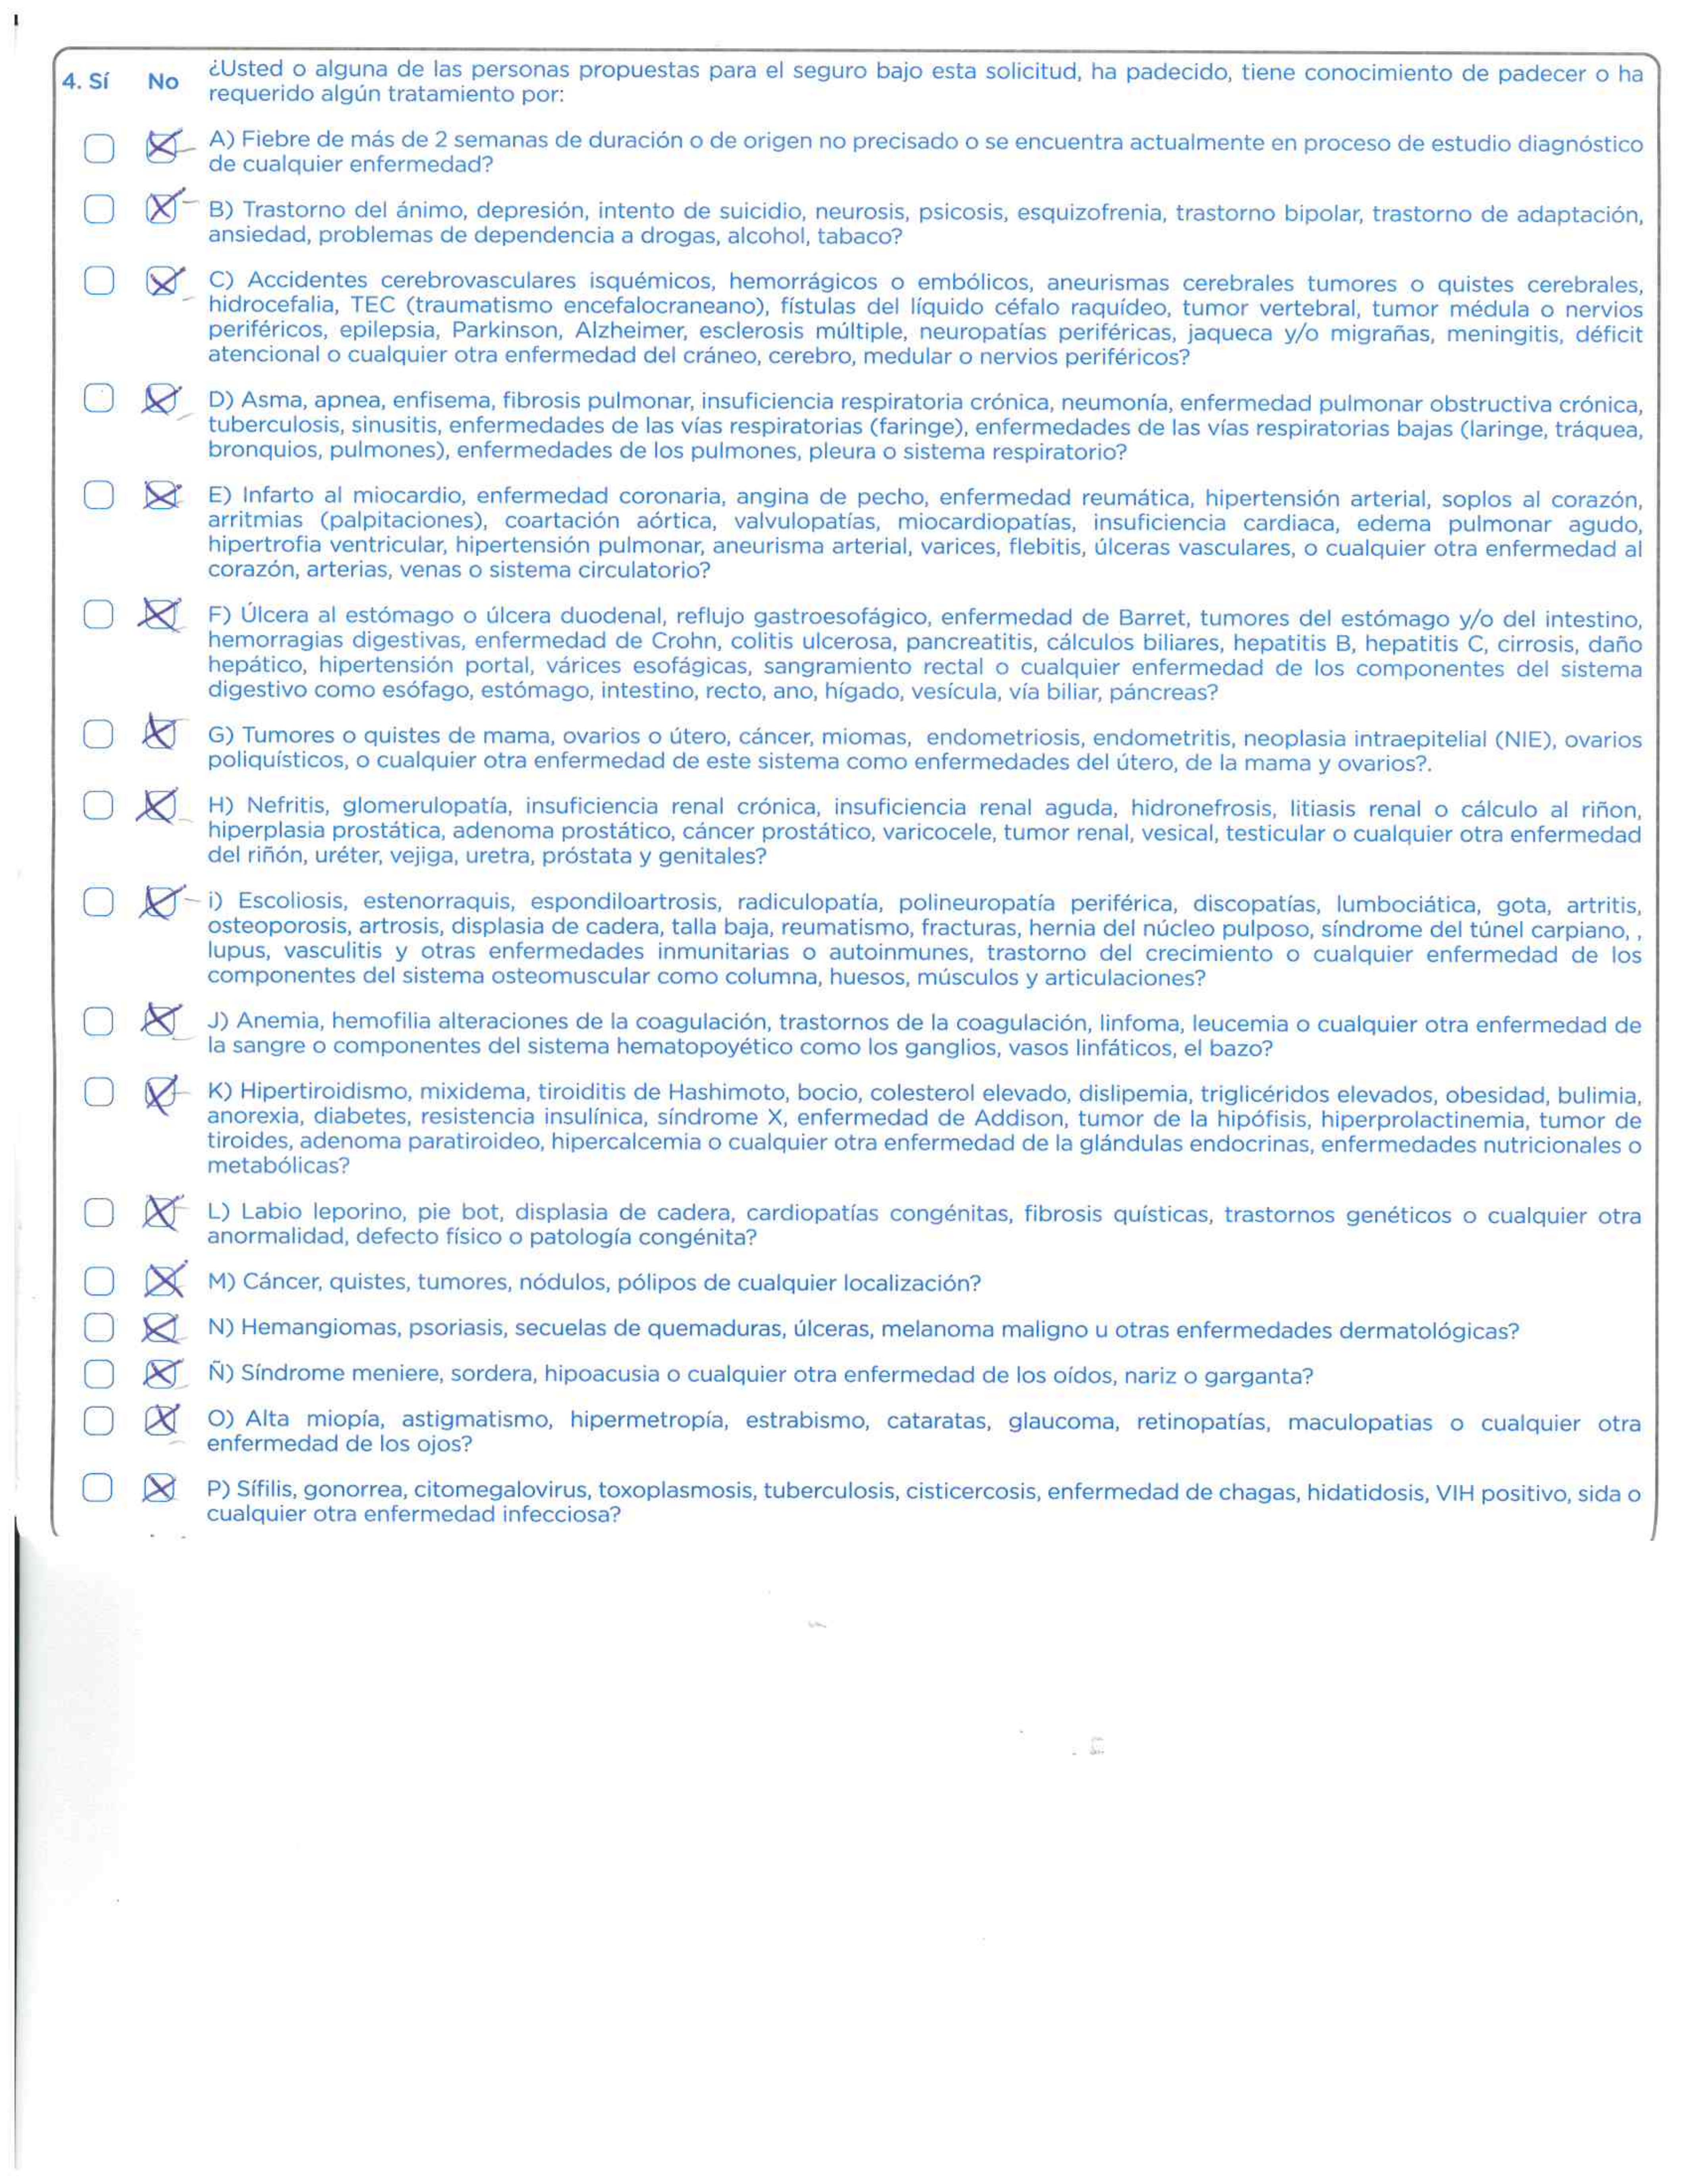 4. Sí No ¿Usted o alguna de las personas propuestas para el seguro bajo esta solicitud, ha padecido, tiene conocimiento de padecer o ha
requerido algún tratamiento por:
A) Fiebre de más de 2 semanas de duración o de origen no precisado o se encuentra actualmente en proceso de estudio diagnóstico
de cualquier enfermedad?
B) Trastorno del ánimo, depresión, intento de suicidio, neurosis, psicosis, esquizofrenia, trastorno bipolar, trastorno de adaptación,
ansiedad, problemas de dependencia a drogas, alcohol, tabaco?
C) Accidentes cerebrovasculares isquémicos, hemorrágicos o embólicos, aneurismas cerebrales tumores o quistes cerebrales,
hidrocefalia, TEC (traumatismo encefalocraneano), fístulas del líquido céfalo raquídeo, tumor vertebral, tumor médula o nervios
periféricos, epilepsia, Parkinson, Alzheimer, esclerosis múltiple, neuropatías periféricas, jaqueca y/o migrañas, meningitis, déficit
atencional o cualquier otra enfermedad del cráneo, cerebro, medular o nervios periféricos?
D) Asma, apnea, enfisema, fibrosis pulmonar, insuficiencia respiratoria crónica, neumonía, enfermedad pulmonar obstructiva crónica,
tuberculosis, sinusitis, enfermedades de las vías respiratorias (faringe), enfermedades de las vías respiratorias bajas (laringe, tráquea,
bronquios, pulmones), enfermedades de los pulmones, pleura o sistema respiratorio?
E) Infarto al miocardio, enfermedad coronaria, angina de pecho, enfermedad reumática, hipertensión arterial, soplos al corazón,
arritmias (palpitaciones), coartación aórtica, valvulopatías, miocardiopatías, insuficiencia cardiaca, edema pulmonar agudo,
hipertrofia ventricular, hipertensión pulmonar, aneurisma arterial, varices, flebitis, úlceras vasculares, o cualquier otra enfermedad al
corazón, arterias, venas o sistema circulatorio?
F) Úlcera al estómago o úlcera duodenal, reflujo gastroesofágico, enfermedad de Barret, tumores del estómago y/o del intestino,
hemorragias digestivas, enfermedad de Crohn, colitis ulcerosa, pancreatitis, cálculos biliares, hepatitis B, hepatitis C, cirrosis, daño
hepático, hipertensión portal, várices esofágicas, sangramiento rectal o cualquier enfermedad de los componentes del sistema
digestivo como esófago, estómago, intestino, recto, ano, hígado, vesícula, vía biliar, páncreas?
G) Tumores o quistes de mama, ovarios o útero, cáncer, miomas, endometriosis, endometritis, neoplasia intraepitelial (NIE), ovarios
poliquísticos, o cualquier otra enfermedad de este sistema como enfermedades del útero, de la mama y ovarios?.
H) Nefritis, glomerulopatía, insuficiencia renal crónica, insuficiencia renal aguda, hidronefrosis, litiasis renal o cálculo al riñon,
hiperplasia prostática, adenoma prostático, cáncer prostático, varicocele, tumor renal, vesical, testicular o cualquier otra enfermedad
del riñón, uréter, vejiga, uretra, próstata y genitales?
i) Escoliosis, estenorraquis, espondiloartrosis, radiculopatía, polineuropatía periférica, discopatías, lumbociática, gota, artritis,
osteoporosis, artrosis, displasia de cadera, talla baja, reumatismo, fracturas, hernia del núcleo pulposo, síndrome del túnel carpiano, ,
lupus, vasculitis y otras enfermedades inmunitarias o autoinmunes, trastorno del crecimiento o cualquier enfermedad de los
componentes del sistema osteomuscular como columna, huesos, músculos y articulaciones?
J) Anemia, hemofilia alteraciones de la coagulación, trastornos de la coagulación, linfoma, leucemia o cualquier otra enfermedad de
la sangre o componentes del sistema hematopoyético como los ganglios, vasos linfáticos, el bazo?
K) Hipertiroidismo, mixidema, tiroiditis de Hashimoto, bocio, colesterol elevado, dislipemia, triglicéridos elevados, obesidad, bulimia,
anorexia, diabetes, resistencia insulínica, síndrome X, enfermedad de Addison, tumor de la hipófisis, hiperprolactinemia, tumor de
tiroides, adenoma paratiroideo, hipercalcemia o cualquier otra enfermedad de la glándulas endocrinas, enfermedades nutricionales o
metabólicas?
L) Labio leporino, pie bot, displasia de cadera, cardiopatías congénitas, fibrosis quísticas, trastornos genéticos o cualquier otra
anormalidad, defecto físico o patología congénita?
M) Cáncer, quistes, tumores, nódulos, pólipos de cualquier localización?
N) Hemangiomas, psoriasis, secuelas de quemaduras, úlceras, melanoma maligno u otras enfermedades dermatológicas?
Ñ) Síndrome meniere, sordera, hipoacusia o cualquier otra enfermedad de los oídos, nariz o garganta?
O) Alta miopía, astigmatismo, hipermetropía, estrabismo, cataratas, glaucoma, retinopatías, maculopatias o cualquier otra
enfermedad de los ojos?
P) Sífilis, gonorrea, citomegalovirus, toxoplasmosis, tuberculosis, cisticercosis, enfermedad de chagas, hidatidosis, VIH positivo, sida o
cualquier otra enfermedad infecciosa?